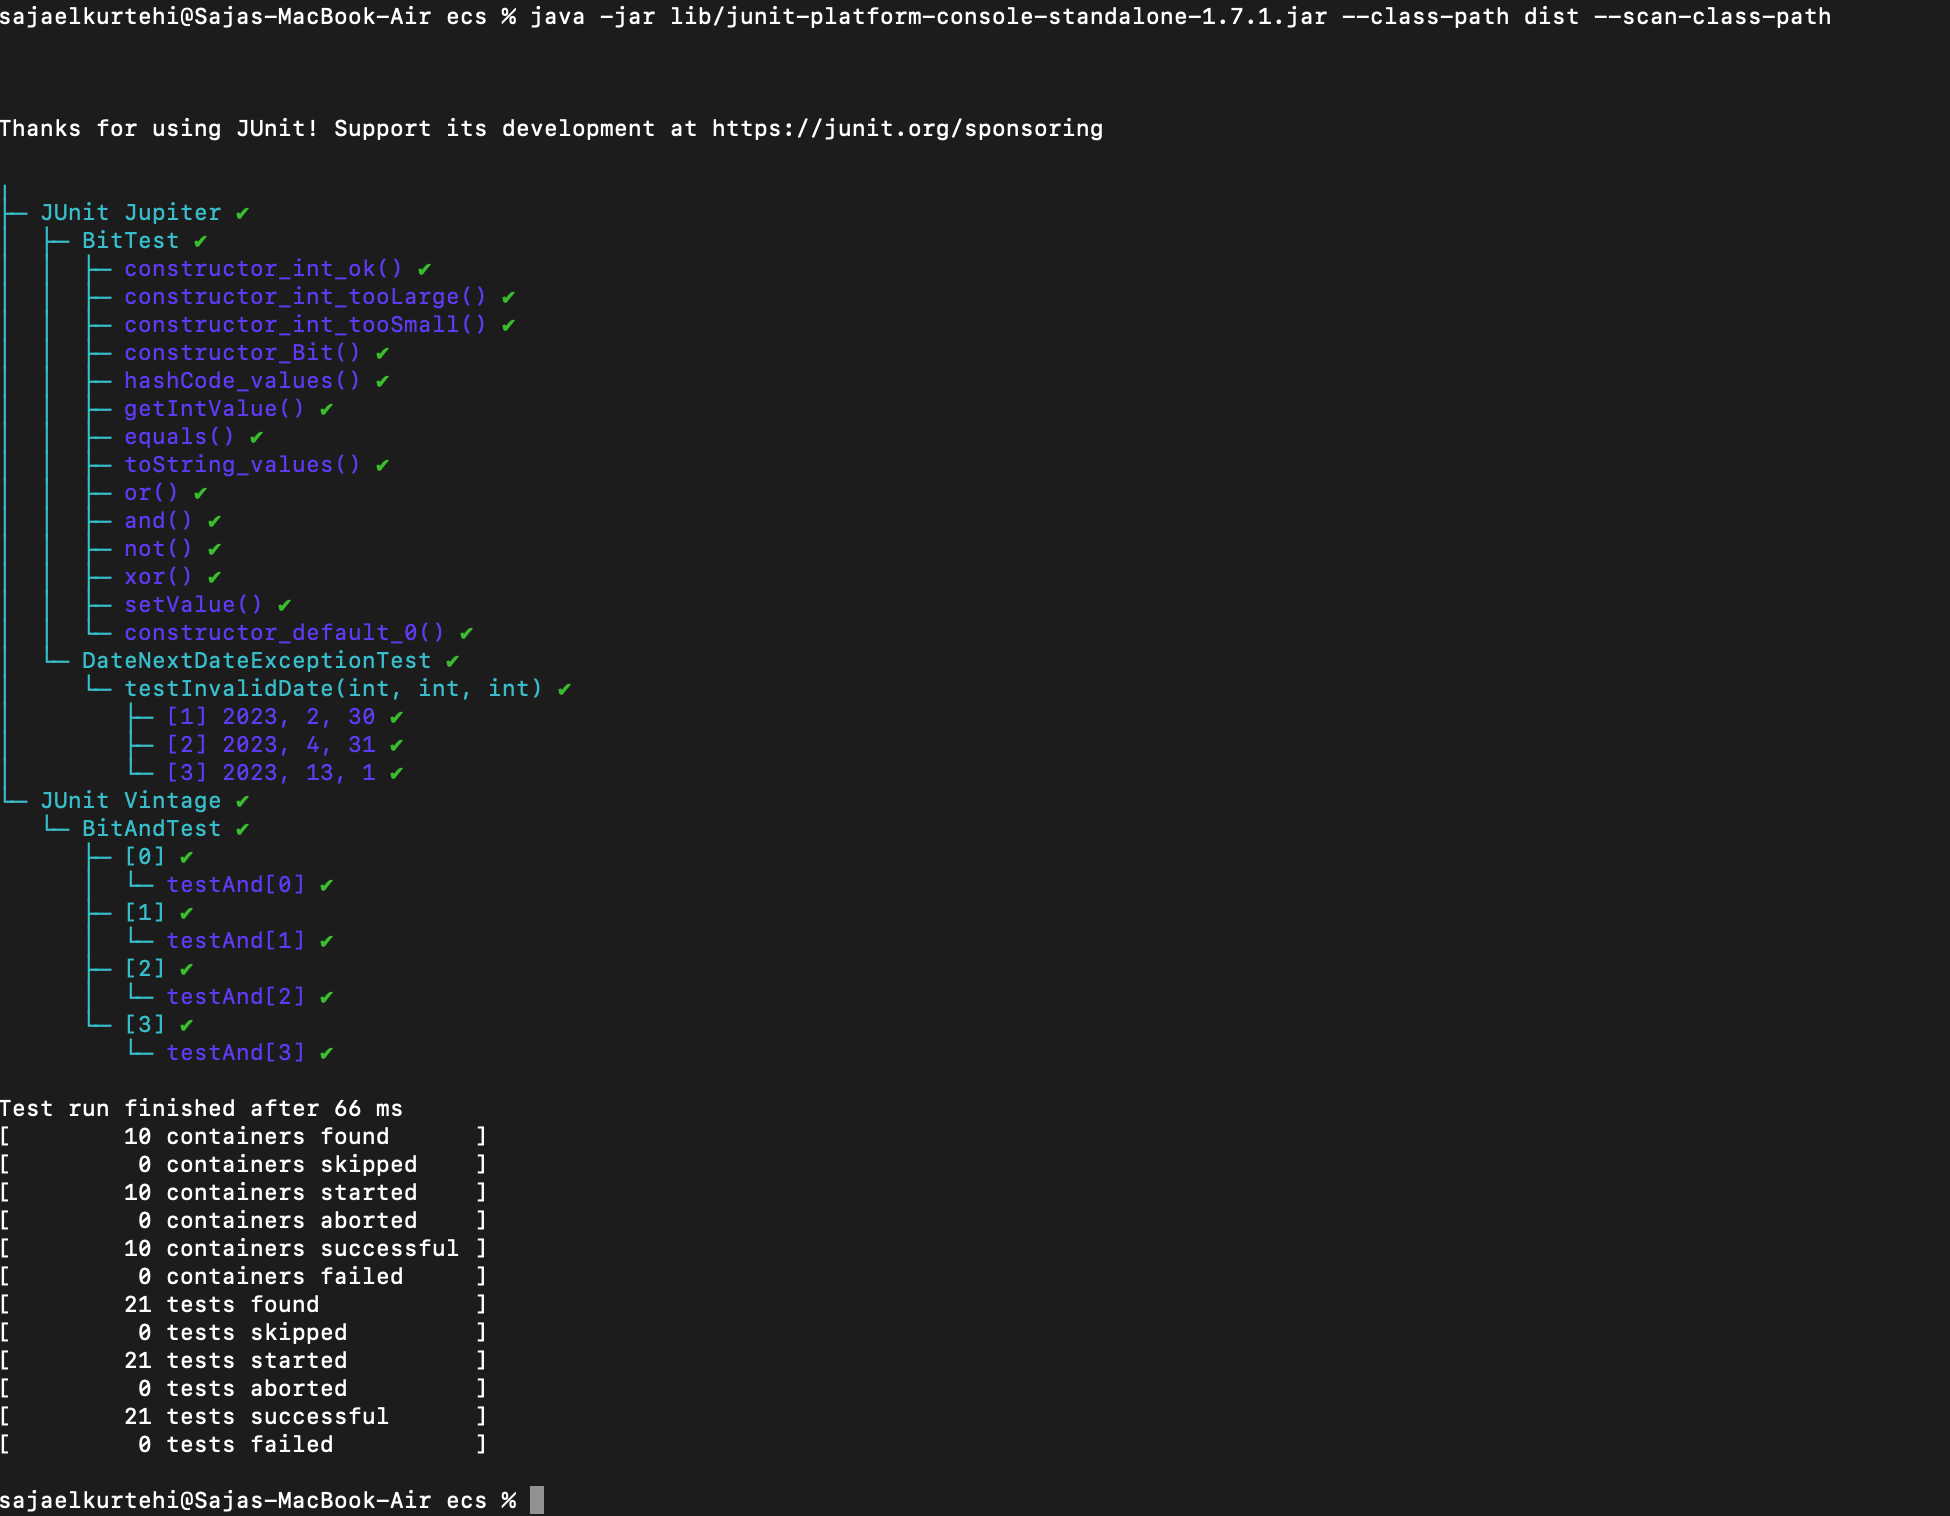 sajaelkurtehi@Sajas-MacBook-Air ecs % java -jar lib/junit-platform-console-standalone-1.7.1.jar --class-path dist --scan-class-path
Thanks for using JUnit! Support its development at https://junit.org/sponsoring
╷
├─ JUnit Jupiter ✔
│  ├─ BitTest ✔
│  │  ├─ constructor_int_ok() ✔
│  │  ├─ constructor_int_tooLarge() ✔
│  │  ├─ constructor_int_tooSmall() ✔
│  │  ├─ constructor_Bit() ✔
│  │  ├─ hashCode_values() ✔
│  │  ├─ getIntValue() ✔
│  │  ├─ equals() ✔
│  │  ├─ toString_values() ✔
│  │  ├─ or() ✔
│  │  ├─ and() ✔
│  │  ├─ not() ✔
│  │  ├─ xor() ✔
│  │  ├─ setValue() ✔
│  │  └─ constructor_default_0() ✔
│  └─ DateNextDateExceptionTest ✔
│     └─ testInvalidDate(int, int, int) ✔
│        ├─ [1] 2023, 2, 30 ✔
│        ├─ [2] 2023, 4, 31 ✔
│        └─ [3] 2023, 13, 1 ✔
└─ JUnit Vintage ✔
   └─ BitAndTest ✔
      ├─ [0] ✔
      │  └─ testAnd[0] ✔
      ├─ [1] ✔
      │  └─ testAnd[1] ✔
      ├─ [2] ✔
      │  └─ testAnd[2] ✔
      └─ [3] ✔
         └─ testAnd[3] ✔
Test run finished after 66 ms
[        10 containers found      ]
[         0 containers skipped    ]
[        10 containers started    ]
[         0 containers aborted    ]
[        10 containers successful ]
[         0 containers failed     ]
[        21 tests found           ]
[         0 tests skipped         ]
[        21 tests started         ]
[         0 tests aborted         ]
[        21 tests successful      ]
[         0 tests failed          ]
sajaelkurtehi@Sajas-MacBook-Air ecs %